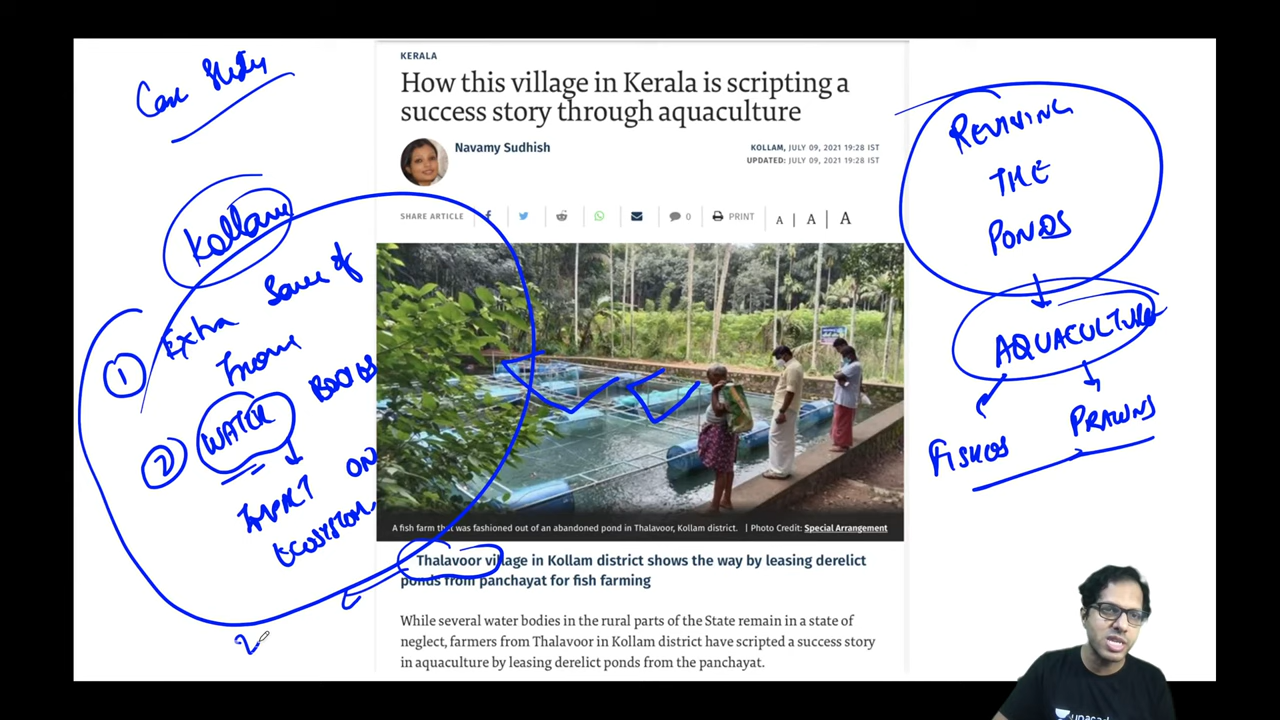 Case Study
KERALA
How this village in Kerala is scripting a
success story through aquaculture
Navamy Sudhish
KOLLAM, JULY 09, 2021 19:28 IST
UPDATED: JULY 09, 2021 19:28 IST
SHARE ARTICLE
0
PRINT
A | A | A
Kollam
1 Extra Source of
Income
2 WATER BODIES
IMPACT ON
ECOSYSTEM
REVIVING
THE
PONDS
AQUACULTURE
FISHES
PRAWNS
A fish farm that was fashioned out of an abandoned pond in Thalavoor, Kollam district. | Photo Credit: Special Arrangement
Thalavoor village in Kollam district shows the way by leasing derelict
ponds from panchayat for fish farming
While several water bodies in the rural parts of the State remain in a state of
neglect, farmers from Thalavoor in Kollam district have scripted a success story
in aquaculture by leasing derelict ponds from the panchayat.
2